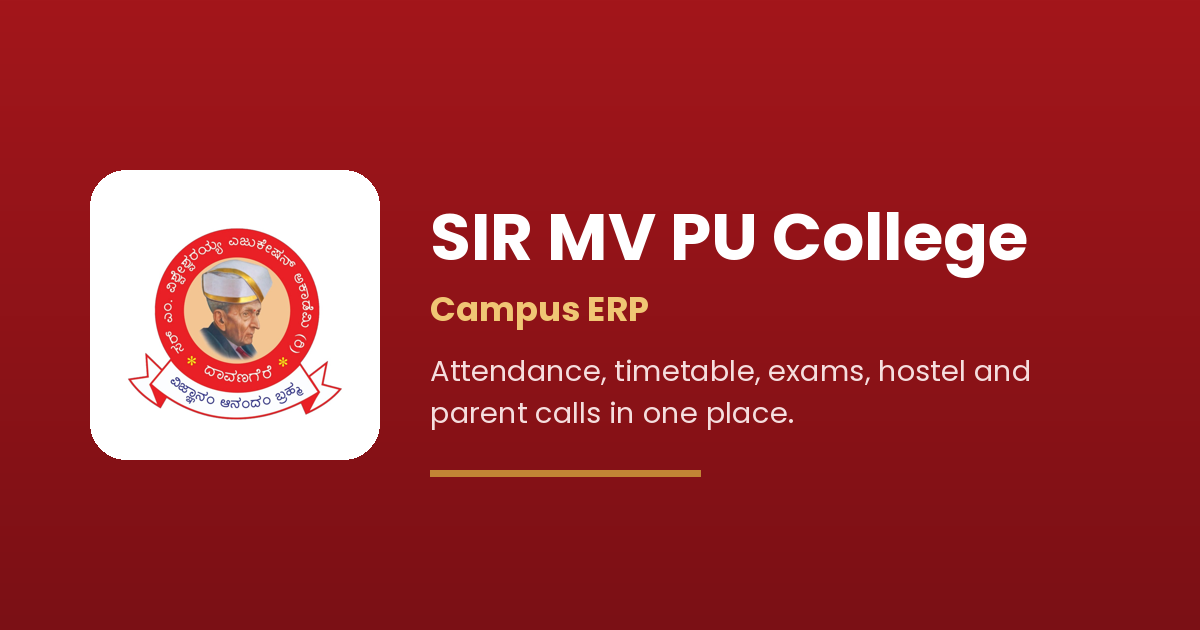 ಸರ್ ಎಂ. ವಿಶ್ವೇಶ್ವರಯ್ಯ ಎಜುಕೇಷನ್ ಅಕಾಡೆಮಿ (ರಿ)
ದಾವಣಗೆರೆ
ವಿಜ್ಞಾನಂ ಆನಂದಂ ಬ್ರಹ್ಮ
SIR MV PU College
Campus ERP
Attendance, timetable, exams, hostel and
parent calls in one place.